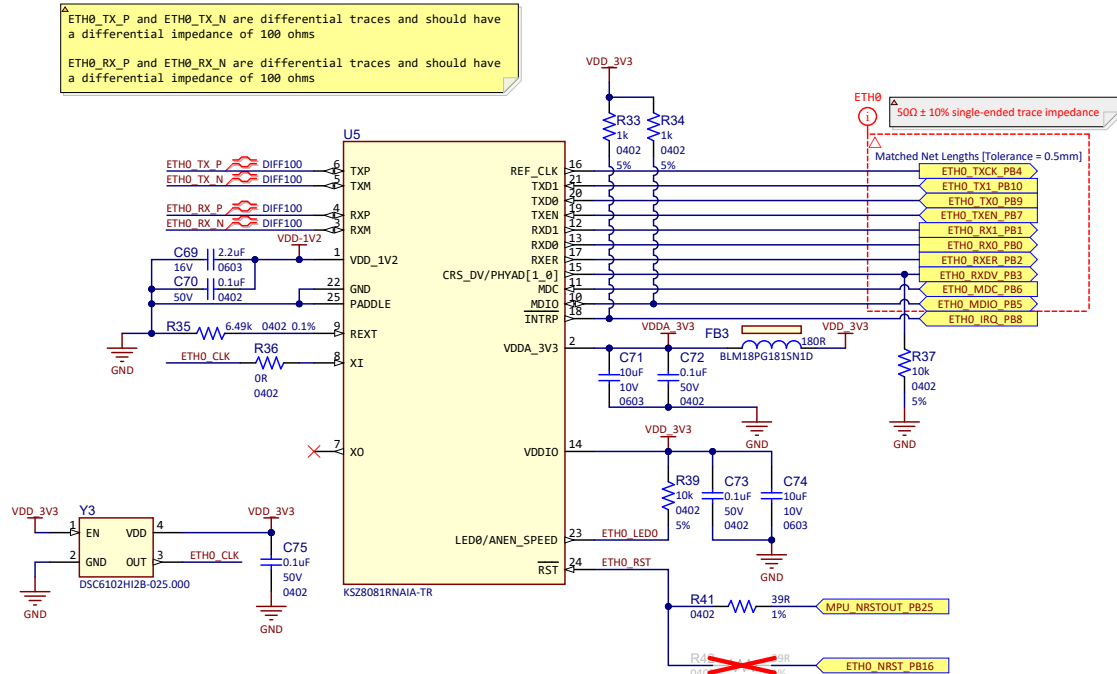 ETH0_TX_P and ETH0_TX_N are differential traces and should have
a differential impedance of 100 ohms
ETH0_RX_P and ETH0_RX_N are differential traces and should have
a differential impedance of 100 ohms
VDD_3V3
ETH0
i
50Ω ± 10% single-ended trace impedance
R33
1k
0402
5%
R34
1k
0402
5%
Matched Net Lengths [Tolerance = 0.5mm]
U5
ETH0_TX_P DIFF100 6 TXP
ETH0_TX_N DIFF100 5 TXM
ETH0_RX_P DIFF100 4 RXP
ETH0_RX_N DIFF100 3 RXM
VDD-1V2
1 VDD_1V2
C69 2.2uF
16V 0603
C70 0.1uF
50V 0402
22 GND
25 PADDLE
R35 6.49k 0402 0.1% 9 REXT
GND
ETH0_CLK R36 8 XI
0R
0402
7 XO
REF_CLK 16 ETH0_TXCK_PB4
TXD1 21 ETH0_TX1_PB10
TXD0 20 ETH0_TX0_PB9
TXEN 19 ETH0_TXEN_PB7
RXD1 12 ETH0_RX1_PB1
RXD0 13 ETH0_RX0_PB0
RXER 17 ETH0_RXER_PB2
CRS_DV/PHYAD[1_0] 15 ETH0_RXDV_PB3
MDC 11 ETH0_MDC_PB6
MDIO 10 ETH0_MDIO_PB5
INTRP 18 ETH0_IRQ_PB8
VDDA_3V3 2
VDDA_3V3
FB3
180R
BLM18PG181SN1D
VDD_3V3
C71
10uF
10V
0603
C72
0.1uF
50V
0402
GND
R37
10k
0402
5%
GND
VDD_3V3
VDDIO 14
R39
10k
0402
5%
C73
0.1uF
50V
0402
C74
10uF
10V
0603
GND
LED0/ANEN_SPEED 23 ETH0_LED0
RST 24 ETH0_RST
KSZ8081RNAIA-TR
R41 39R
0402 1%
MPU_NRSTOUT_PB25
ETH0_NRST_PB16
VDD_3V3
Y3
1 EN VDD 4
2 GND OUT 3 ETH0_CLK
DSC6102HI2B-025.000
GND
VDD_3V3
C75
0.1uF
50V
0402
GND